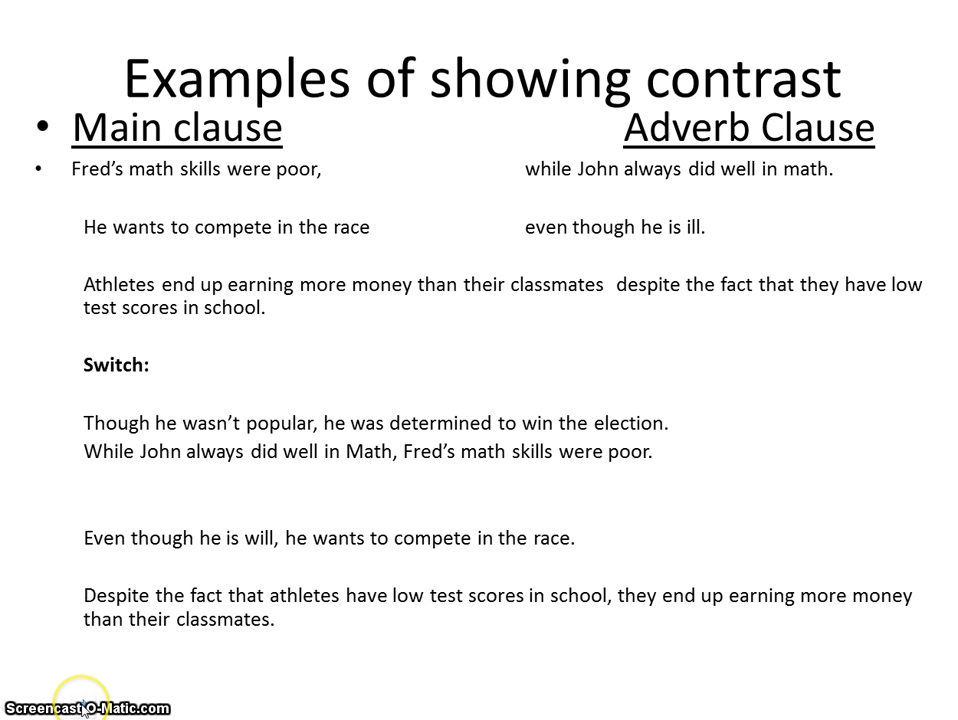 Examples of showing contrast
• Main clause Adverb Clause
• Fred's math skills were poor, while John always did well in math.
He wants to compete in the race even though he is ill.
Athletes end up earning more money than their classmates despite the fact that they have low
test scores in school.
Switch:
Though he wasn't popular, he was determined to win the election.
While John always did well in Math, Fred's math skills were poor.
Even though he is will, he wants to compete in the race.
Despite the fact that athletes have low test scores in school, they end up earning more money
than their classmates.
Screencast-O-Matic.com